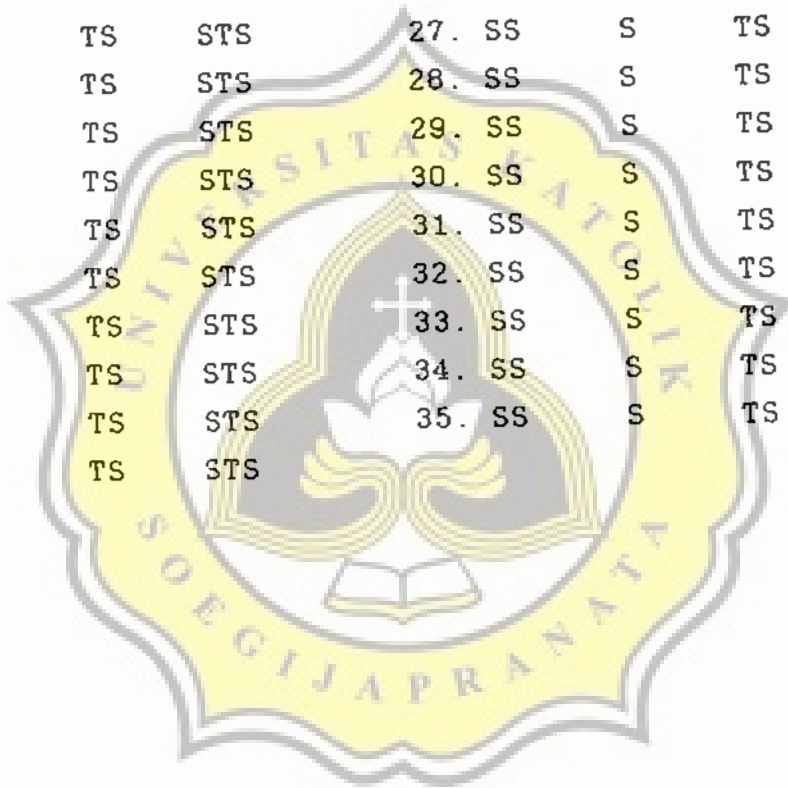 TS STS 27. SS S TS
TS STS 28. SS S TS
TS STS 29. SS S TS
TS STS 30. SS S TS
TS STS 31. SS S TS
TS STS 32. SS S TS
TS STS 33. SS S TS
TS STS 34. SS S TS
TS STS 35. SS S TS
TS STS
UNIVERSITAS KATOLIK
SOEGIJAPRANATA